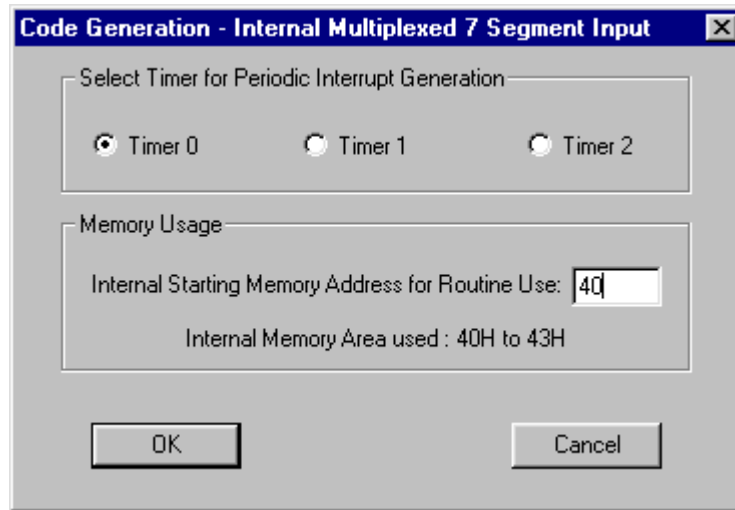 Code Generation - Internal Multiplexed 7 Segment Input
Select Timer for Periodic Interrupt Generation
Timer 0 Timer 1 Timer 2
Memory Usage
Internal Starting Memory Address for Routine Use: 40
Internal Memory Area used : 40H to 43H
OK Cancel